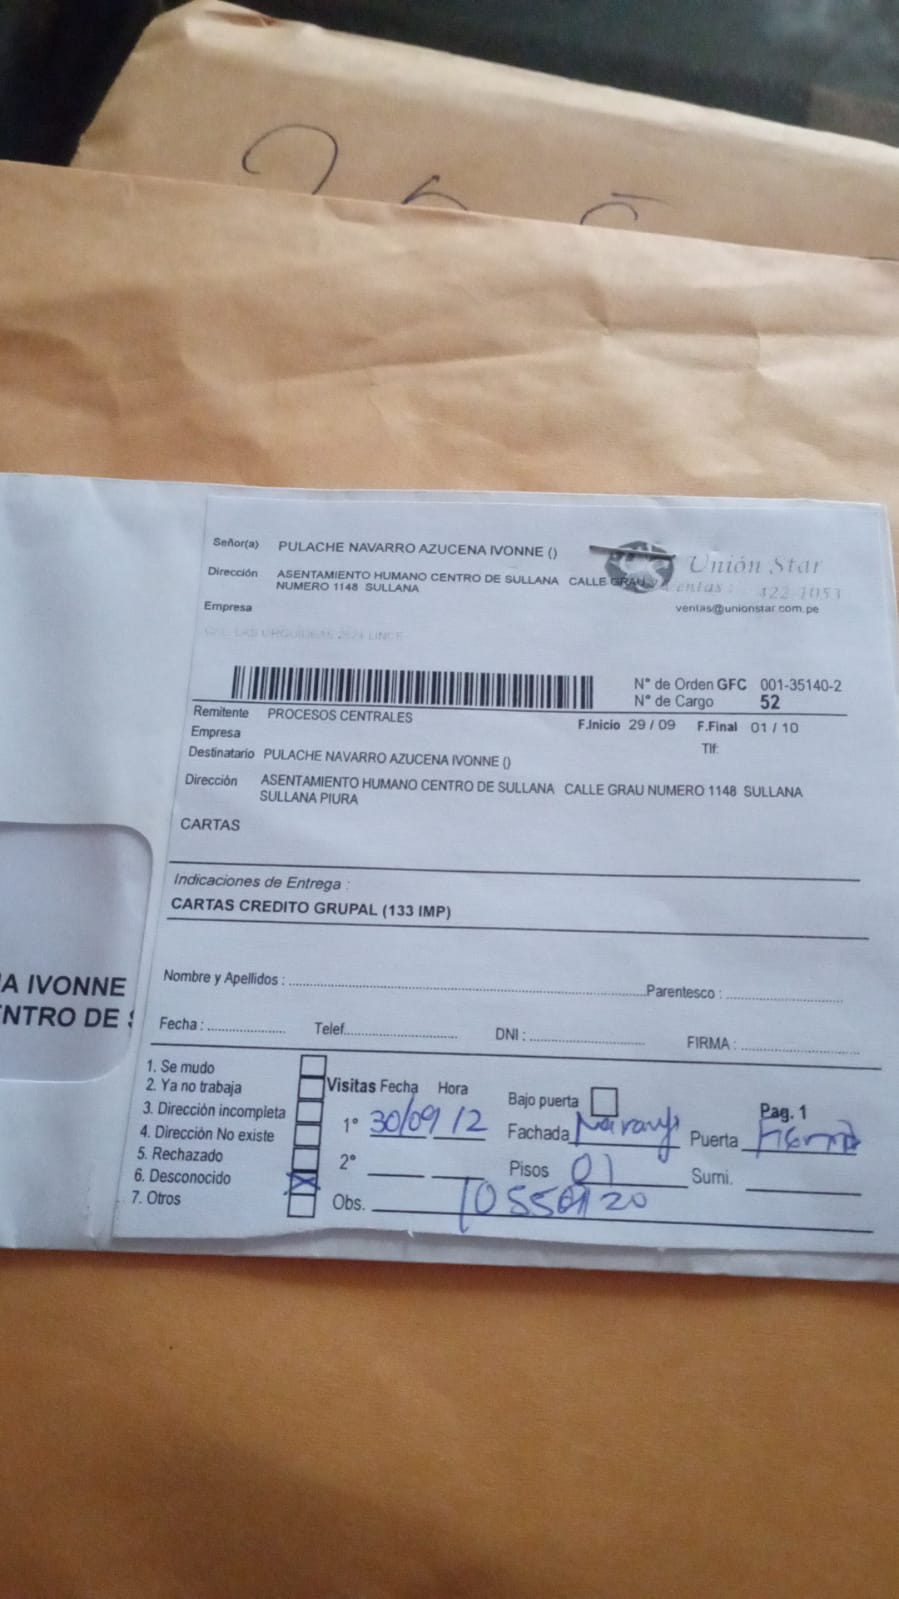 Señor(a) PULACHE NAVARRO AZUCENA IVONNE ()
Dirección ASENTAMIENTO HUMANO CENTRO DE SULLANA CALLE GRAU
NUMERO 1148 SULLANA
Empresa
Unión Star
entas : 422-1053
ventas@unionstar.com.pe
N° de Orden GFC 001-35140-2
N° de Cargo 52
Remitente PROCESOS CENTRALES
F.Inicio 29 / 09 F.Final 01 / 10
Empresa
Tlf:
Destinatario PULACHE NAVARRO AZUCENA IVONNE ()
Dirección ASENTAMIENTO HUMANO CENTRO DE SULLANA CALLE GRAU NUMERO 1148 SULLANA
SULLANA PIURA
CARTAS
Indicaciones de Entrega :
CARTAS CREDITO GRUPAL (133 IMP)
A IVONNE
NTRO DE
Nombre y Apellidos : Parentesco :
Fecha : Telef. DNI : FIRMA :
1. Se mudo
2. Ya no trabaja
3. Dirección incompleta
4. Dirección No existe
5. Rechazado
6. Desconocido
7. Otros
Visitas Fecha Hora
1° 30/09 12
2°
Obs.
Bajo puerta
Fachada Naranj
Pisos 01
Pag. 1
Puerta
Sumi.